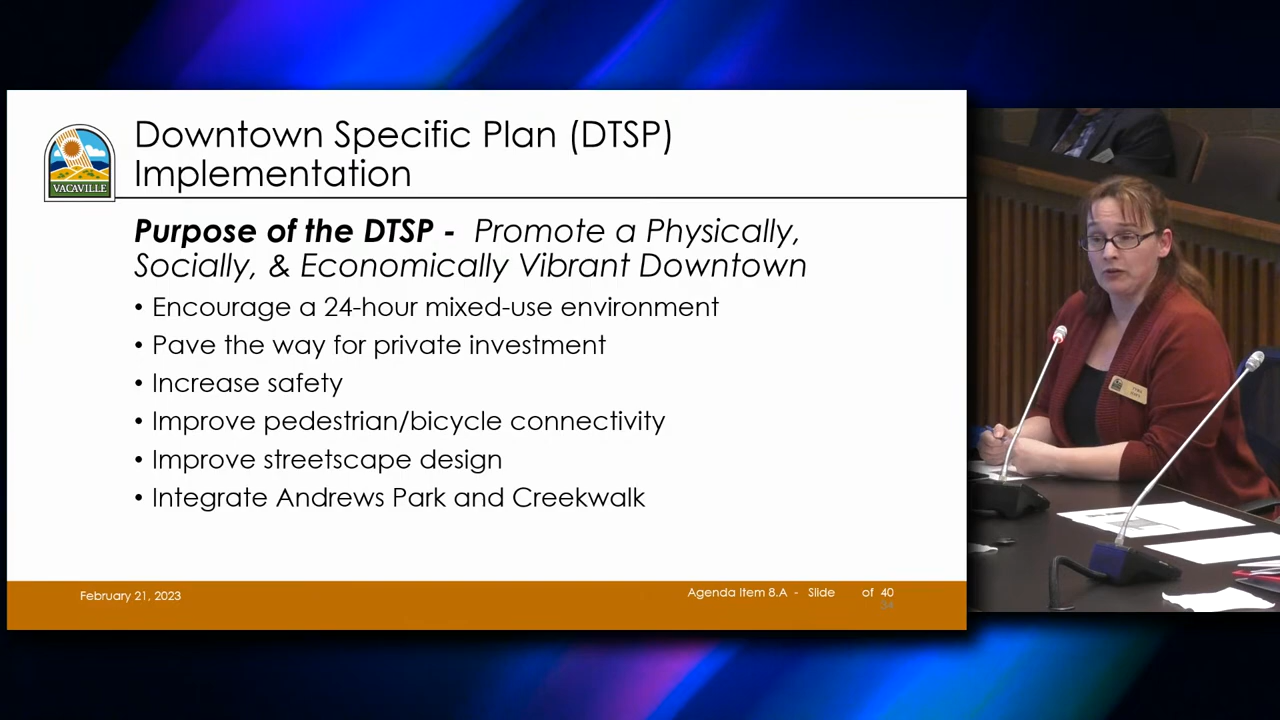 Downtown Specific Plan (DTSP)
Implementation
VACAVILLE
Purpose of the DTSP - Promote a Physically,
Socially, & Economically Vibrant Downtown
• Encourage a 24-hour mixed-use environment
• Pave the way for private investment
• Increase safety
• Improve pedestrian/bicycle connectivity
• Improve streetscape design
• Integrate Andrews Park and Creekwalk
February 21, 2023
Agenda Item 8.A - Slide of 40
34